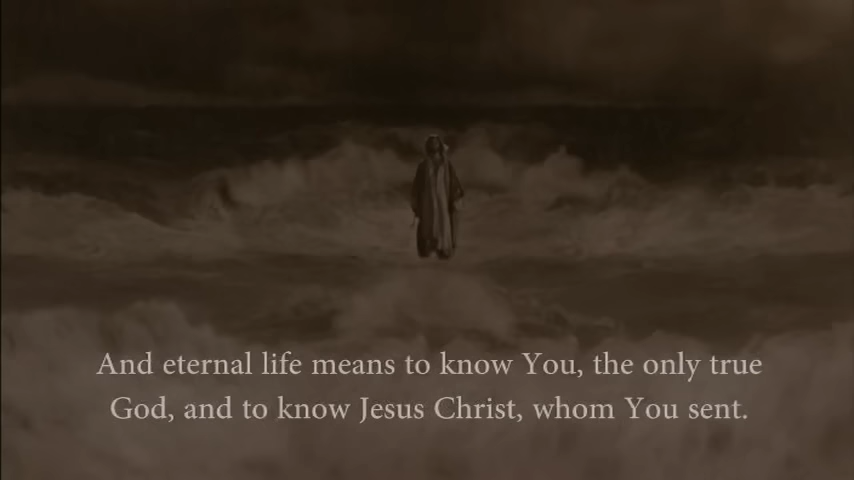 And eternal life means to know You, the only true
God, and to know Jesus Christ, whom You sent.